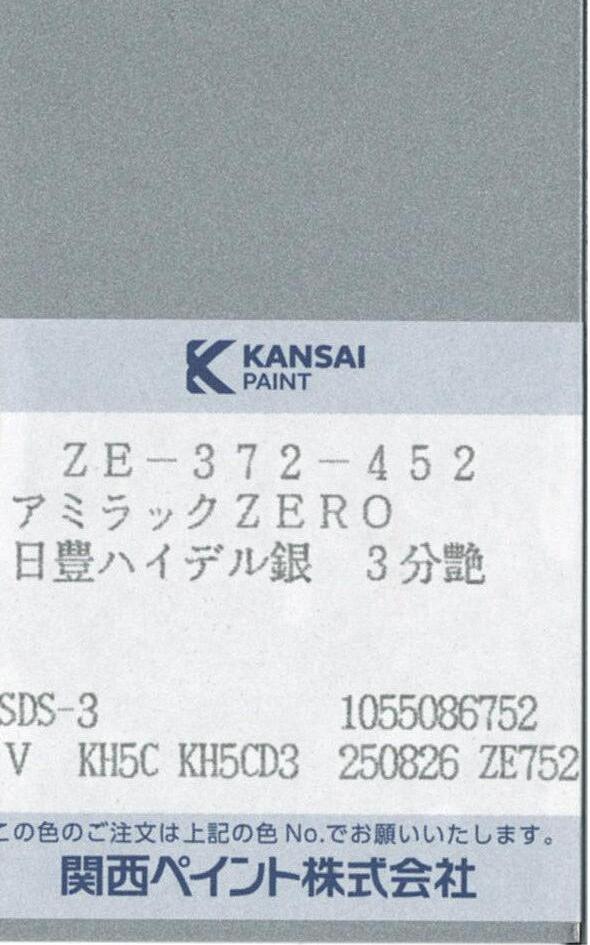 KANSAI
PAINT
ZE-372-452
アミラックZERO
日豊ハイデル銀 3分艶
SDS-3 1055086752
V KH5C KH5CD3 250826 ZE752
この色のご注文は上記の色No.でお願いいたします。
関西ペイント株式会社